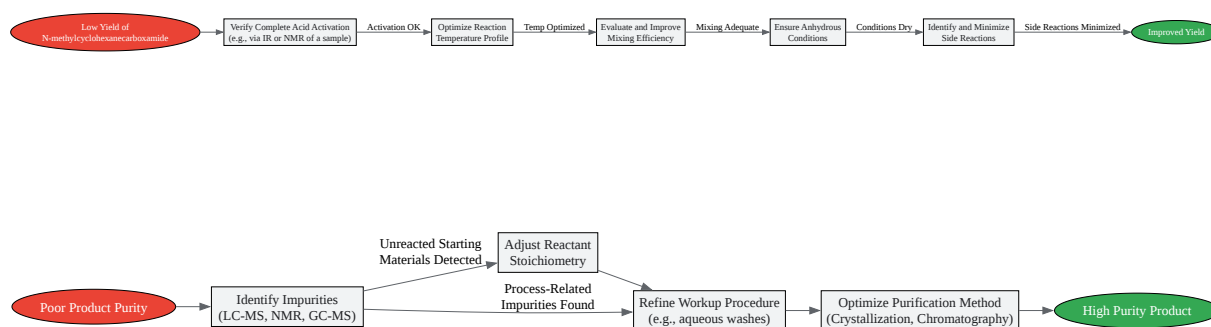 Low Yield of
N-methylcyclohexanecarboxamide
Verify Complete Acid Activation
(e.g., via IR or NMR of a sample)
Activation OK
Optimize Reaction
Temperature Profile
Temp Optimized
Evaluate and Improve
Mixing Efficiency
Mixing Adequate
Ensure Anhydrous
Conditions
Conditions Dry
Identify and Minimize
Side Reactions
Side Reactions Minimized
Improved Yield
Poor Product Purity
Identify Impurities
(LC-MS, NMR, GC-MS)
Unreacted Starting
Materials Detected
Adjust Reactant
Stoichiometry
Process-Related
Impurities Found
Refine Workup Procedure
(e.g., aqueous washes)
Optimize Purification Method
(Crystallization, Chromatography)
High Purity Product